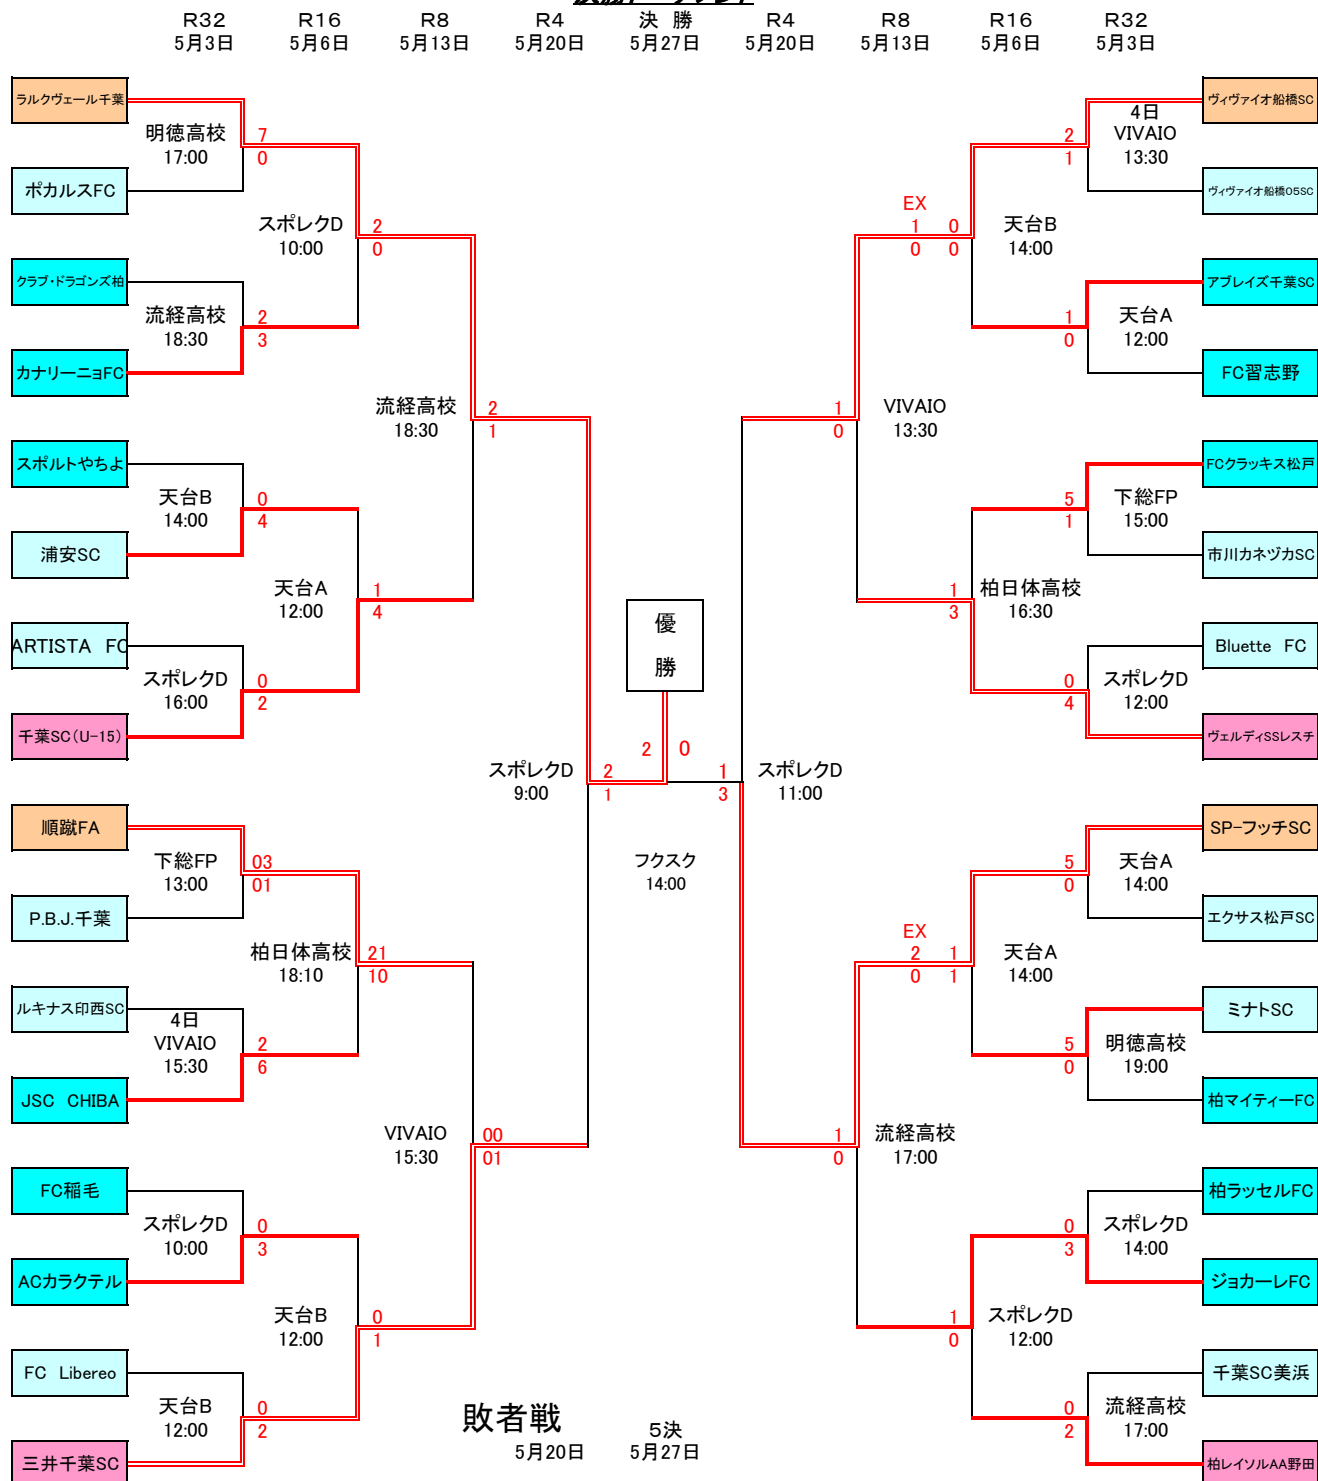 R32 R16 R8 R4 決勝 R4 R8 R16 R32
5月3日 5月6日 5月13日 5月20日 5月27日 5月20日 5月13日 5月6日 5月3日
ラルクヴェール千葉
明徳高校
17:00
7
0
ポカルスFC
スポレクD
10:00
2
0
クラブ・ドラゴンズ柏
流経高校
18:30
2
3
カナリーニョFC
流経高校
18:30
2
1
スポルトやちよ
天台B
14:00
0
4
浦安SC
天台A
12:00
1
4
ARTISTA FC
スポレクD
16:00
0
2
千葉SC(U-15)
スポレクD
9:00
2
1
順蹴FA
下総FP
13:00
03
01
P.B.J.千葉
柏日体高校
18:10
21
10
ルキナス印西SC
4日
VIVAIO
15:30
2
6
JSC CHIBA
VIVAIO
15:30
00
01
FC稲毛
スポレクD
10:00
0
3
ACカラクテル
天台B
12:00
0
1
FC Libereo
天台B
12:00
0
2
三井千葉SC
優
勝
2 0
フクスク
14:00
敗者戦
5月20日
5決
5月27日
ヴィヴァイオ船橋SC
4日
VIVAIO
13:30
2
1
ヴィヴァイオ船橋05SC
EX
1 0
0 0
天台B
14:00
アブレイズ千葉SC
天台A
12:00
1
0
FC習志野
VIVAIO
13:30
1
0
FCクラッキス松戸
下総FP
15:00
5
1
市川カネヅカSC
柏日体高校
16:30
1
3
Bluette FC
スポレクD
12:00
0
4
ヴェルディSSレスチ
スポレクD
11:00
1
3
SP-フッチSC
天台A
14:00
5
0
エクサス松戸SC
EX
2 1
0 1
天台A
14:00
ミナトSC
明徳高校
19:00
5
0
柏マイティーFC
流経高校
17:00
1
0
柏ラッセルFC
スポレクD
14:00
0
3
ジョカーレFC
スポレクD
12:00
1
0
千葉SC美浜
流経高校
17:00
0
2
柏レイソルAA野田